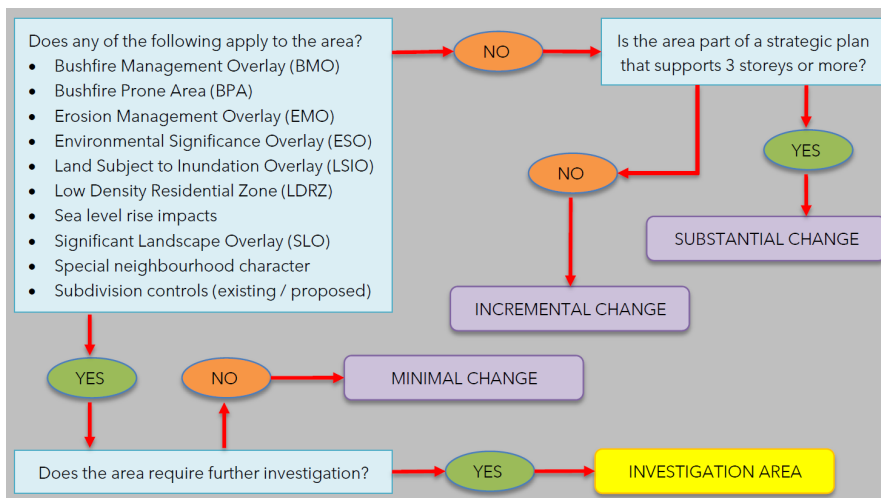 Does any of the following apply to the area?
• Bushfire Management Overlay (BMO)
• Bushfire Prone Area (BPA)
• Erosion Management Overlay (EMO)
• Environmental Significance Overlay (ESO)
• Land Subject to Inundation Overlay (LSIO)
• Low Density Residential Zone (LDRZ)
• Sea level rise impacts
• Significant Landscape Overlay (SLO)
• Special neighbourhood character
• Subdivision controls (existing / proposed)
NO
Is the area part of a strategic plan
that supports 3 storeys or more?
YES
NO
SUBSTANTIAL CHANGE
INCREMENTAL CHANGE
YES
NO
MINIMAL CHANGE
Does the area require further investigation?
YES
INVESTIGATION AREA